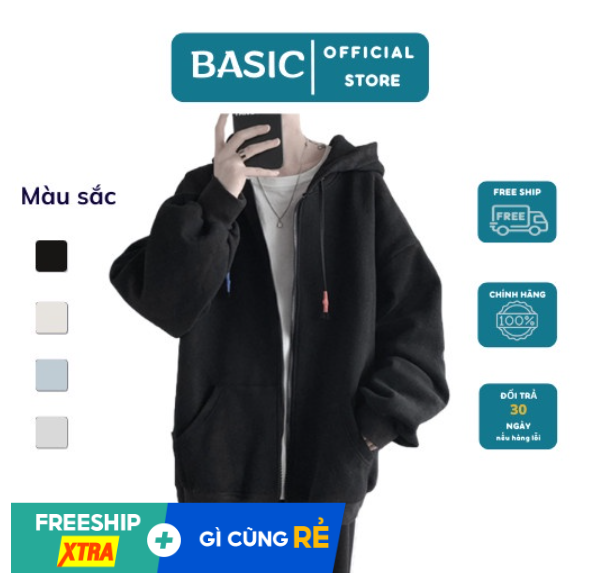 BASIC
OFFICIAL
STORE
Màu sắc
FREE SHIP
FREE
CHÍNH HÃNG
100%
ĐỔI TRẢ
30
NGÀY
nếu hàng lỗi
FREESHIP
XTRA
+
GÌ CŨNG RẺ